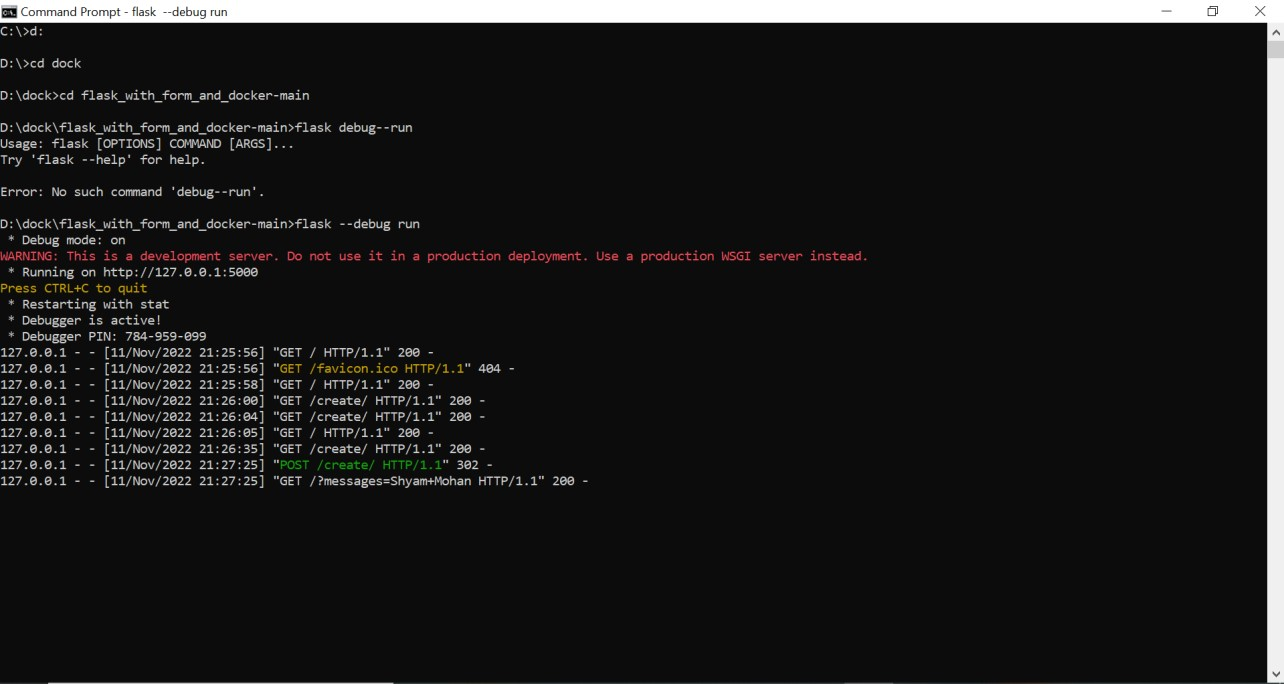 Command Prompt - flask  --debug run
C:\>d:
D:\>cd dock
D:\dock>cd flask_with_form_and_docker-main
D:\dock\flask_with_form_and_docker-main>flask debug--run
Usage: flask [OPTIONS] COMMAND [ARGS]...
Try 'flask --help' for help.
Error: No such command 'debug--run'.
D:\dock\flask_with_form_and_docker-main>flask --debug run
 * Debug mode: on
WARNING: This is a development server. Do not use it in a production deployment. Use a production WSGI server instead.
 * Running on http://127.0.0.1:5000
Press CTRL+C to quit
 * Restarting with stat
 * Debugger is active!
 * Debugger PIN: 784-959-099
127.0.0.1 - - [11/Nov/2022 21:25:56] "GET / HTTP/1.1" 200 -
127.0.0.1 - - [11/Nov/2022 21:25:56] "GET /favicon.ico HTTP/1.1" 404 -
127.0.0.1 - - [11/Nov/2022 21:25:58] "GET / HTTP/1.1" 200 -
127.0.0.1 - - [11/Nov/2022 21:26:00] "GET /create/ HTTP/1.1" 200 -
127.0.0.1 - - [11/Nov/2022 21:26:04] "GET /create/ HTTP/1.1" 200 -
127.0.0.1 - - [11/Nov/2022 21:26:05] "GET / HTTP/1.1" 200 -
127.0.0.1 - - [11/Nov/2022 21:26:35] "GET /create/ HTTP/1.1" 200 -
127.0.0.1 - - [11/Nov/2022 21:27:25] "POST /create/ HTTP/1.1" 302 -
127.0.0.1 - - [11/Nov/2022 21:27:25] "GET /?messages=Shyam+Mohan HTTP/1.1" 200 -